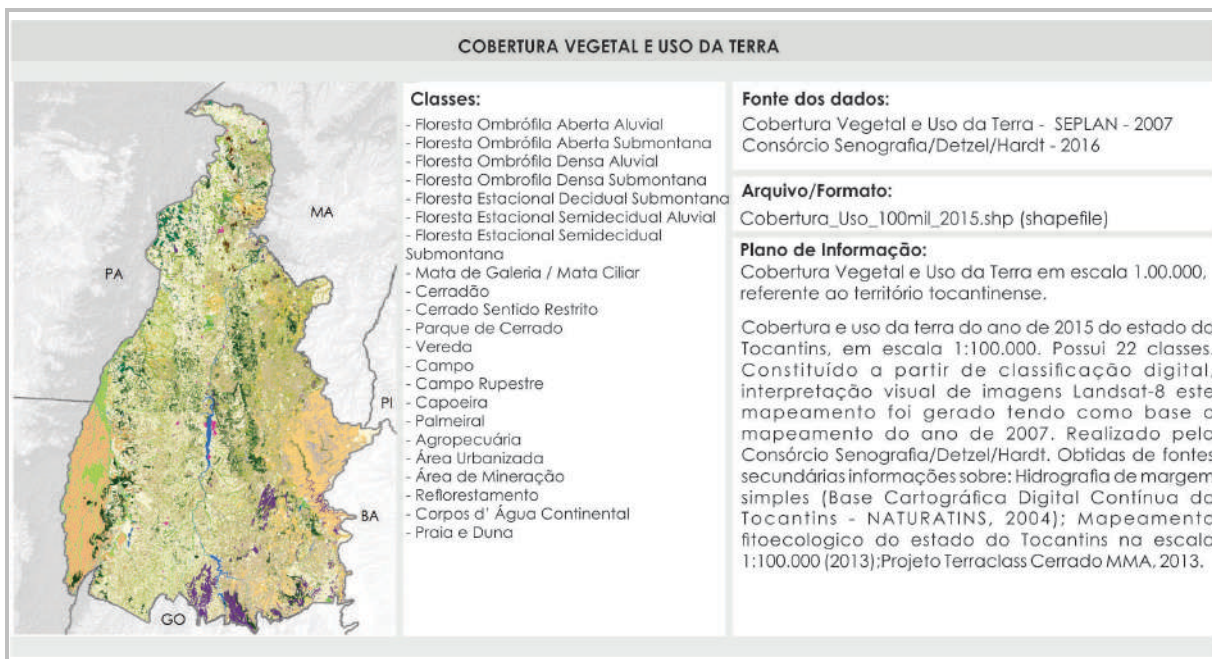 COBERTURA VEGETAL E USO DA TERRA
PA
MA
PI
BA
GO
Classes:
- Floresta Ombrófila Aberta Aluvial
- Floresta Ombrófila Aberta Submontana
- Floresta Ombrófila Densa Aluvial
- Floresta Ombrofila Densa Submontana
- Floresta Estacional Decidual Submontana
- Floresta Estacional Semidecidual Aluvial
- Floresta Estacional Semidecidual
Submontana
- Mata de Galeria / Mata Ciliar
- Cerradão
- Cerrado Sentido Restrito
- Parque de Cerrado
- Vereda
- Campo
- Campo Rupestre
- Capoeira
- Palmeiral
- Agropecuária
- Área Urbanizada
- Área de Mineração
- Reflorestamento
- Corpos d' Água Continental
- Praia e Duna
Fonte dos dados:
Cobertura Vegetal e Uso da Terra - SEPLAN - 2007
Consórcio Senografia/Detzel/Hardt - 2016
Arquivo/Formato:
Cobertura_Uso_100mil_2015.shp (shapefile)
Plano de Informação:
Cobertura Vegetal e Uso da Terra em escala 1.00.000,
referente ao território tocantinense.
Cobertura e uso da terra do ano de 2015 do estado do
Tocantins, em escala 1:100.000. Possui 22 classes.
Constituído a partir de classificação digital,
interpretação visual de imagens Landsat-8 este
mapeamento foi gerado tendo como base o
mapeamento do ano de 2007. Realizado pelo
Consórcio Senografia/Detzel/Hardt. Obtidas de fontes
secundárias informações sobre: Hidrografia de margem
simples (Base Cartográfica Digital Contínua do
Tocantins - NATURATINS, 2004); Mapeamento
fitoecologico do estado do Tocantins na escala
1:100.000 (2013);Projeto Terraclass Cerrado MMA, 2013.